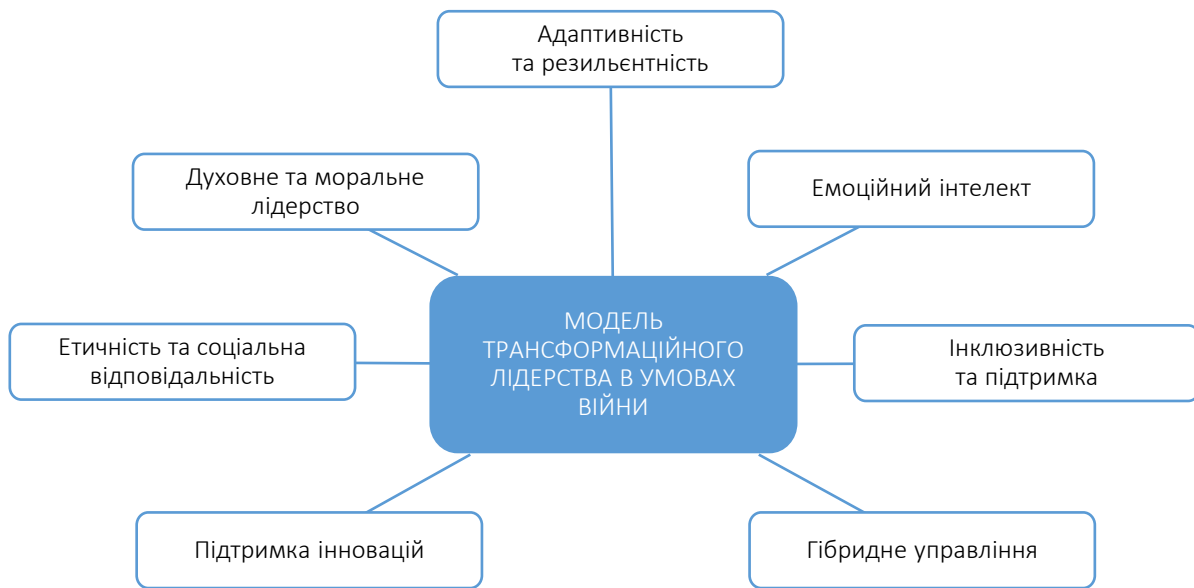 Адаптивність
та резильєнтність
Духовне та моральне
лідерство
Емоційний інтелект
МОДЕЛЬ
ТРАНСФОРМАЦІЙНОГО
ЛІДЕРСТВА В УМОВАХ
ВІЙНИ
Етичність та соціальна
відповідальність
Інклюзивність
та підтримка
Підтримка інновацій
Гібридне управління